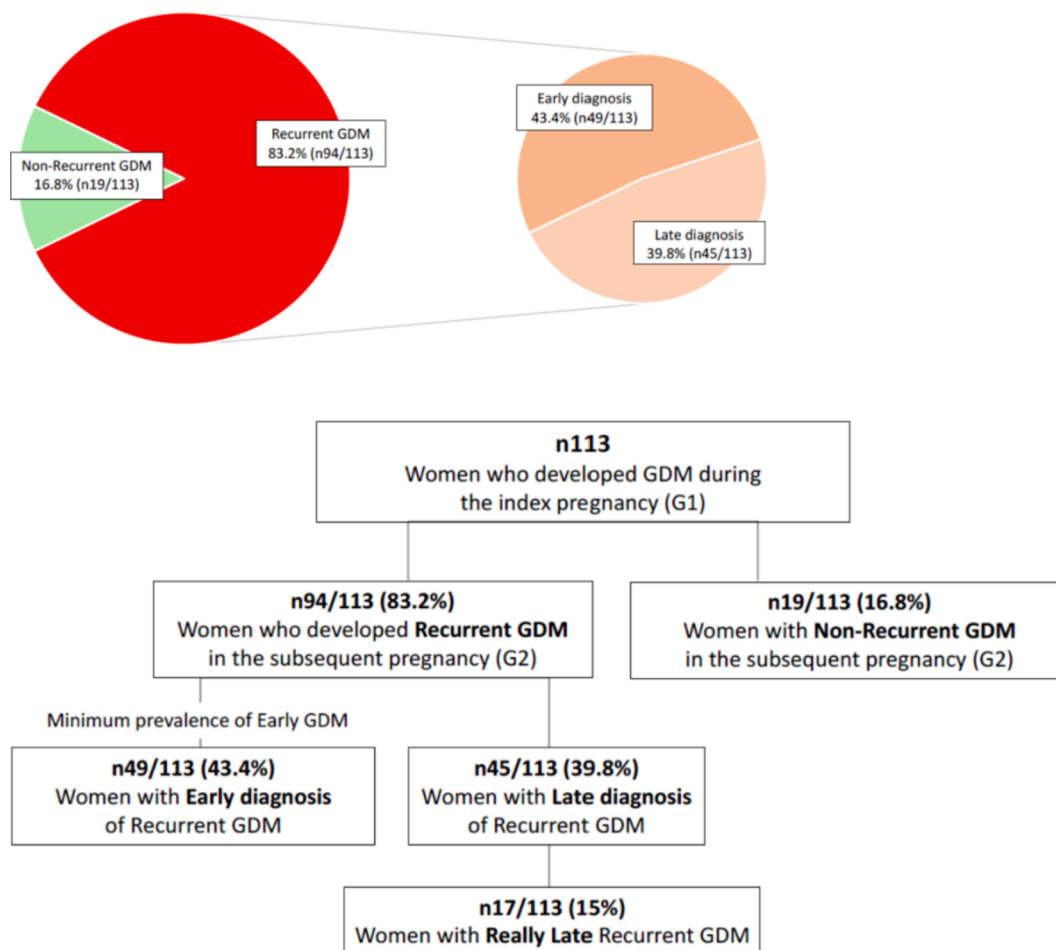 Non-Recurrent GDM
16.8% (n19/113)
Recurrent GDM
83.2% (n94/113)
Early diagnosis
43.4% (n49/113)
Late diagnosis
39.8% (n45/113)
n113
Women who developed GDM during
the index pregnancy (G1)
n94/113 (83.2%)
Women who developed Recurrent GDM
in the subsequent pregnancy (G2)
n19/113 (16.8%)
Women with Non-Recurrent GDM
in the subsequent pregnancy (G2)
Minimum prevalence of Early GDM
n49/113 (43.4%)
Women with Early diagnosis
of Recurrent GDM
n45/113 (39.8%)
Women with Late diagnosis
of Recurrent GDM
n17/113 (15%)
Women with Really Late Recurrent GDM